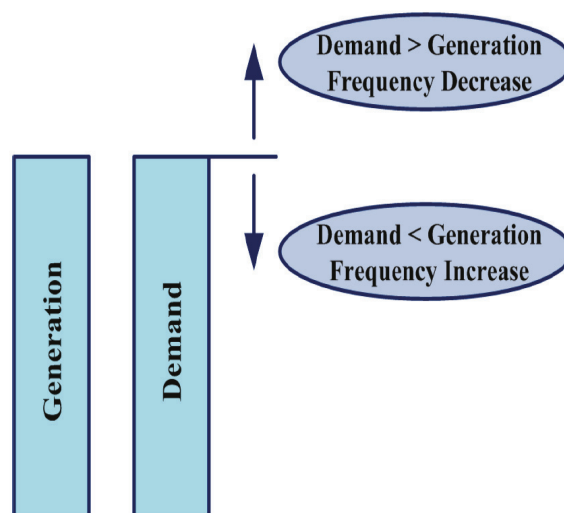 Demand > Generation
Frequency Decrease
Demand < Generation
Frequency Increase
Generation
Demand